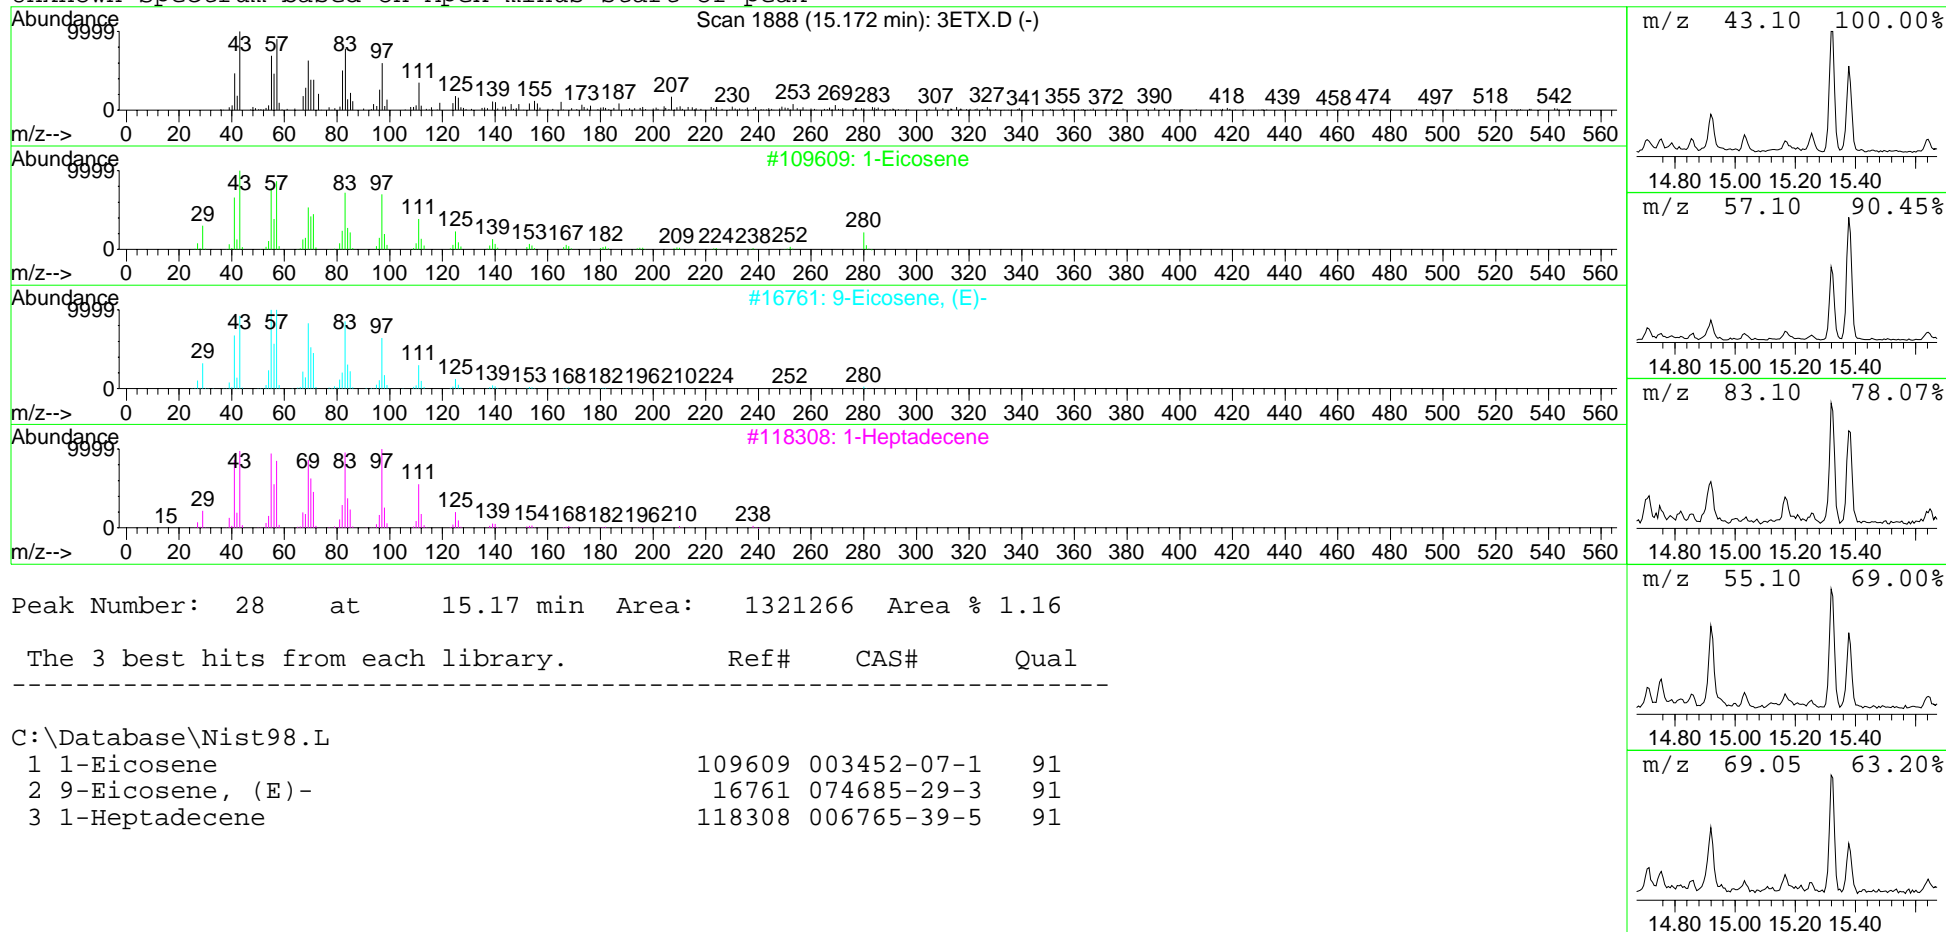 Unknown Spectrum based on Apex minus start of peak
Abundance
Scan 1888 (15.172 min): 3ETX.D (-)
9999
43 57 83 97 111 125 139 155 173 187 207 230 253 269 283 307 327 341 355 372 390 418 439 458 474 497 518 542
0
0 20 40 60 80 100 120 140 160 180 200 220 240 260 280 300 320 340 360 380 400 420 440 460 480 500 520 540 560
m/z-->
Abundance
#109609: 1-Eicosene
9999
29 43 57 83 97 111 125 139 153 167 182 209 224 238 252 280
0
0 20 40 60 80 100 120 140 160 180 200 220 240 260 280 300 320 340 360 380 400 420 440 460 480 500 520 540 560
m/z-->
Abundance
#16761: 9-Eicosene, (E)-
9999
29 43 57 83 97 111 125 139 153 168 182 196 210 224 252 280
0
0 20 40 60 80 100 120 140 160 180 200 220 240 260 280 300 320 340 360 380 400 420 440 460 480 500 520 540 560
m/z-->
Abundance
#118308: 1-Heptadecene
9999
15 29 43 69 83 97 111 125 139 154 168 182 196 210 238
0
0 20 40 60 80 100 120 140 160 180 200 220 240 260 280 300 320 340 360 380 400 420 440 460 480 500 520 540 560
m/z-->
Peak Number: 28 at 15.17 min Area: 1321266 Area % 1.16
The 3 best hits from each library. Ref# CAS# Qual
---------------------------------------------------------------------
C:\Database\Nist98.L
1 1-Eicosene 109609 003452-07-1 91
2 9-Eicosene, (E)- 16761 074685-29-3 91
3 1-Heptadecene 118308 006765-39-5 91
m/z 43.10 100.00%
14.80 15.00 15.20 15.40
m/z 57.10 90.45%
14.80 15.00 15.20 15.40
m/z 83.10 78.07%
14.80 15.00 15.20 15.40
m/z 55.10 69.00%
14.80 15.00 15.20 15.40
m/z 69.05 63.20%
14.80 15.00 15.20 15.40